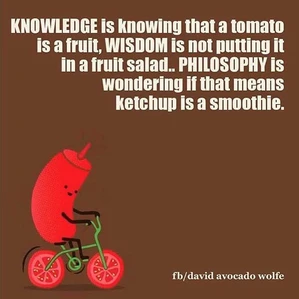 KNOWLEDGE is knowing that a tomato
is a fruit, WISDOM is not putting it
in a fruit salad.. PHILOSOPHY is
wondering if that means
ketchup is a smoothie.
fb/david avocado wolfe